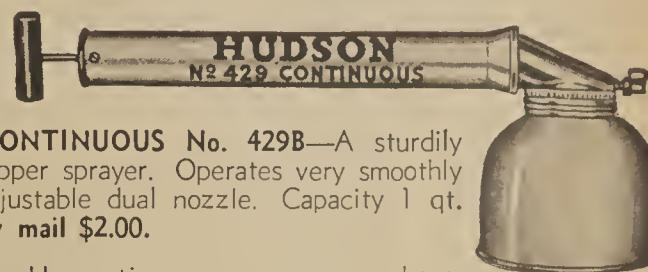 HUDSON
Nº 429 CONTINUOUS
ONTINUOUS No. 429B—A sturdily
pper sprayer. Operates very smoothly
justable dual nozzle. Capacity 1 qt.
mail $2.00.